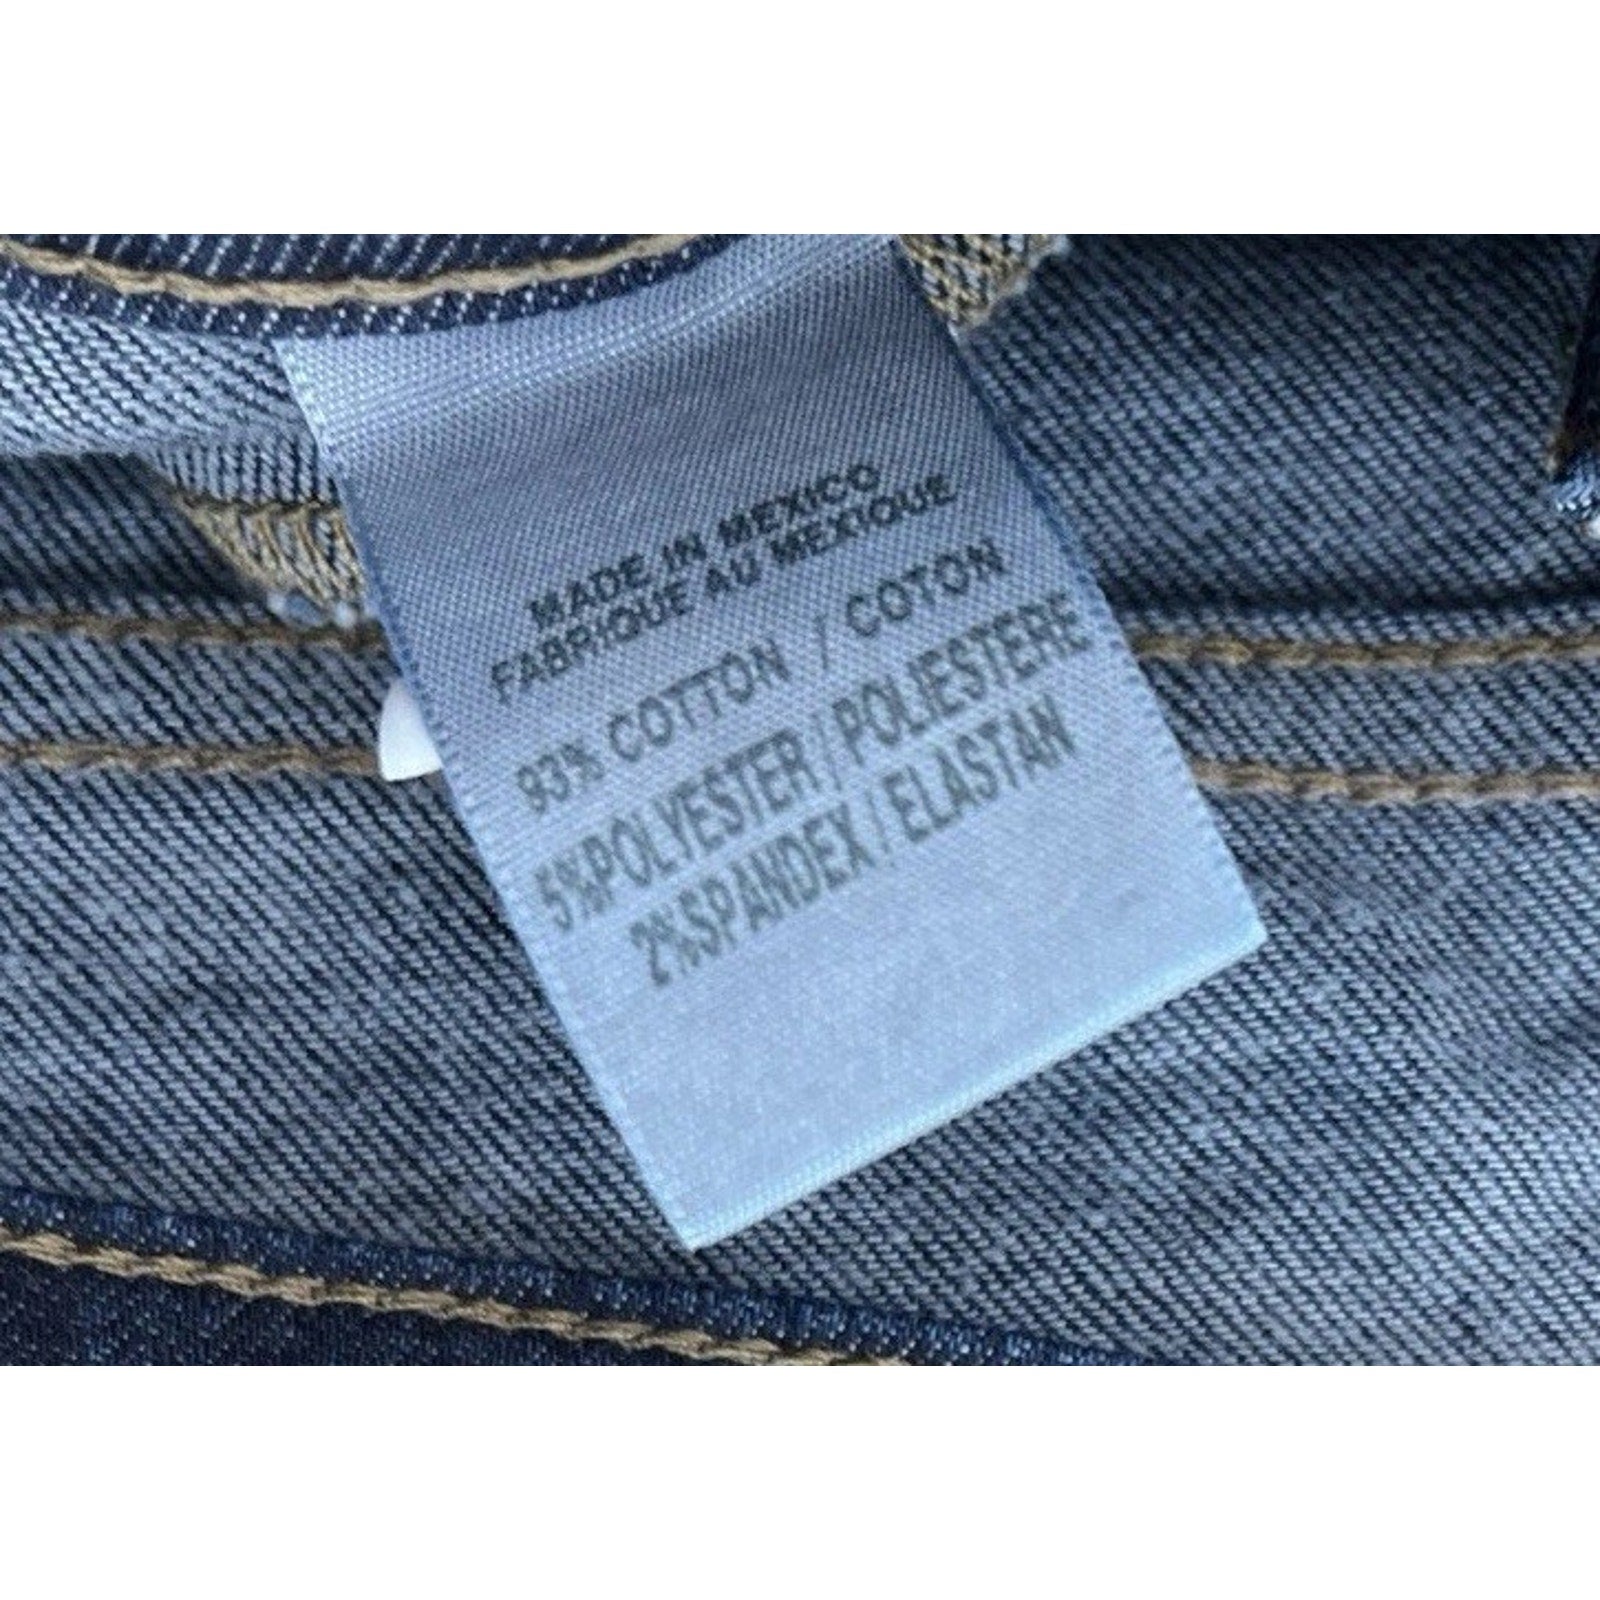 MADE IN MEXICO
FABRIQUE AU MEXIQUE
93% COTTON / COTON
5%POLYESTER / POLIESTERE
2%SPANDEX / ELASTAN